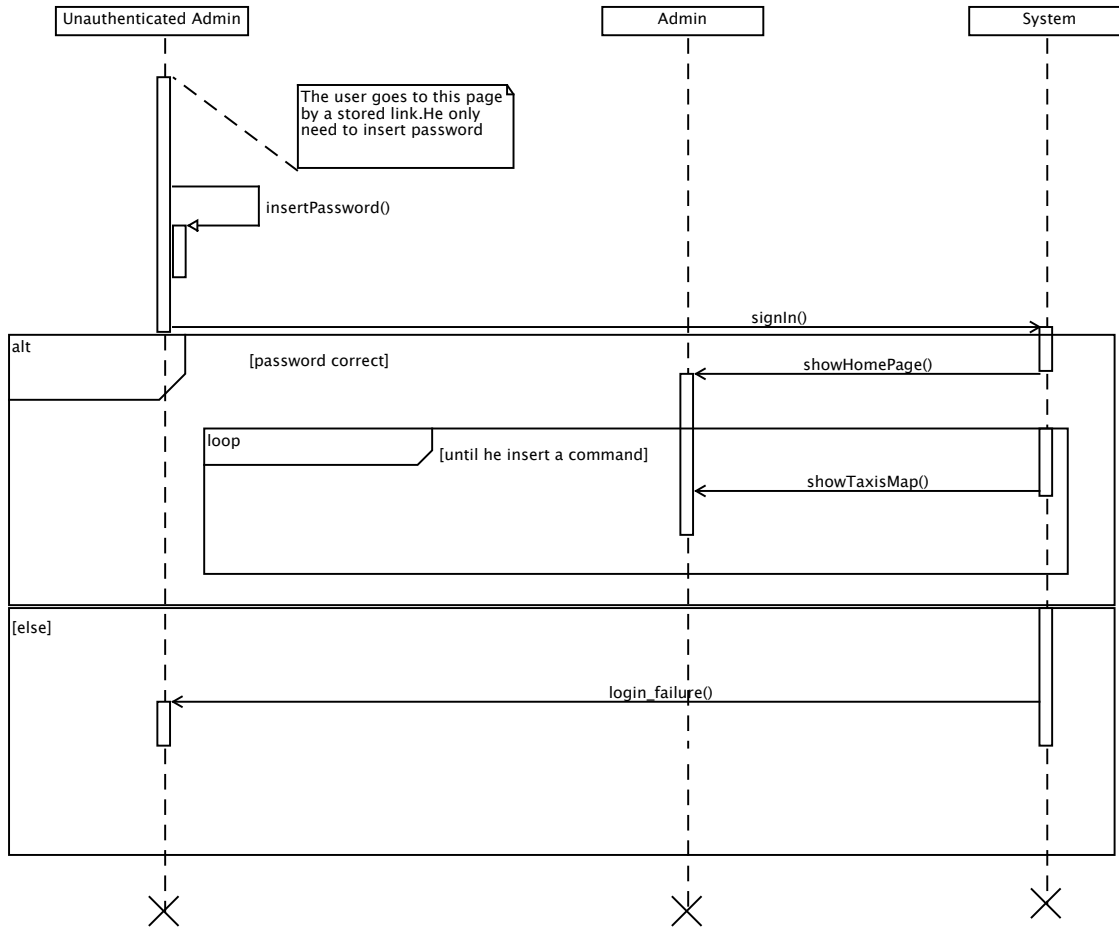 Unauthenticated Admin
Admin
System
The user goes to this page
by a stored link.He only
need to insert password
insertPassword()
signIn()
alt
[password correct]
showHomePage()
loop
[until he insert a command]
showTaxisMap()
[else]
login_failure()